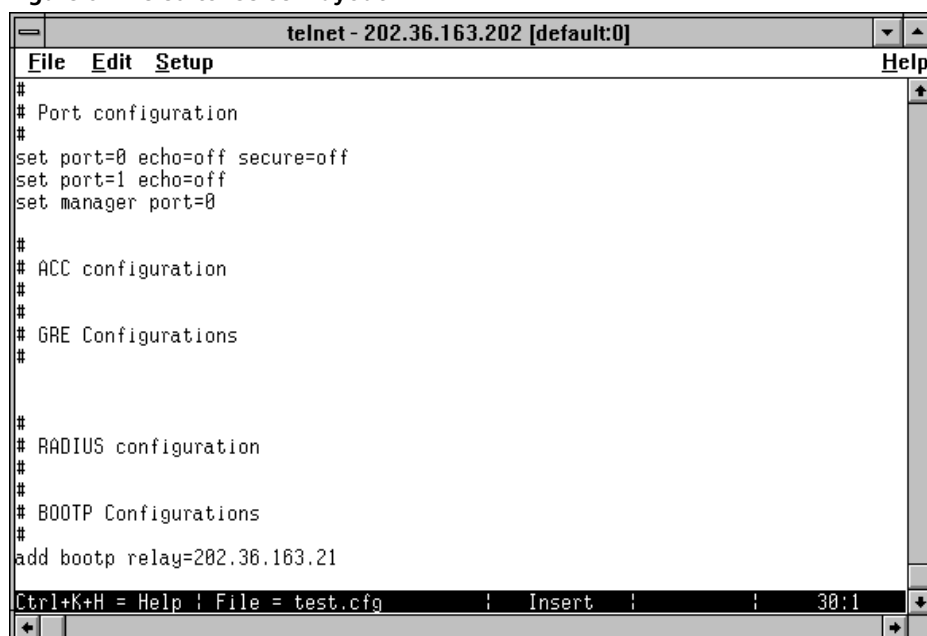 telnet - 202.36.163.202 [default:0]
File Edit Setup Help
#
# Port configuration
#
set port=0 echo=off secure=off
set port=1 echo=off
set manager port=0
#
# ACC configuration
#
#
# GRE Configurations
#
#
# RADIUS configuration
#
#
# BOOTP Configurations
#
add bootp relay=202.36.163.21
Ctrl+K+H = Help ¦ File = test.cfg ¦ Insert ¦ ¦ 30:1